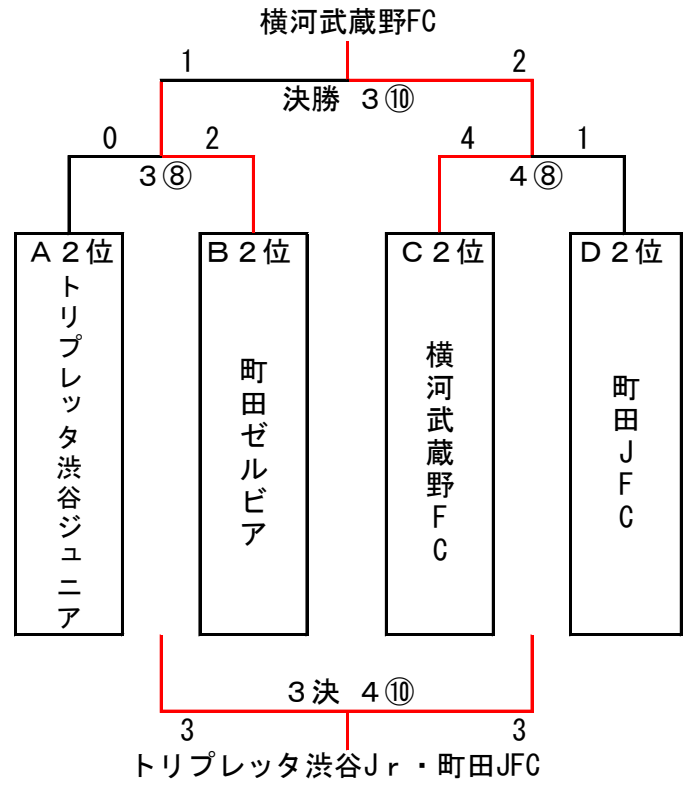 横河武蔵野FC
1 2
決勝 3⑩
0 2 4 1
3⑧ 4⑧
A2位 B2位 C2位 D2位
トリプレッタ渋谷ジュニア
町田ゼルビア
横河武蔵野FC
町田JFC
3決 4⑩
3 3
トリプレッタ渋谷Jr・町田JFC